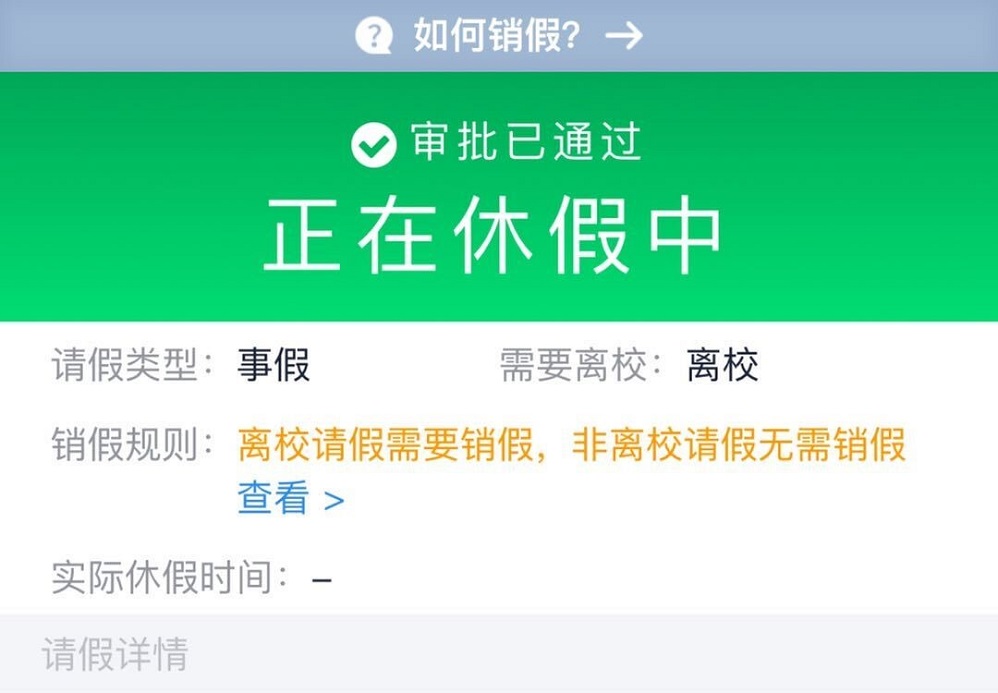 如何销假? →
审批已通过
正在休假中
请假类型：事假 需要离校：离校
销假规则：离校请假需要销假，非离校请假无需销假
查看 >
实际休假时间：–
请假详情